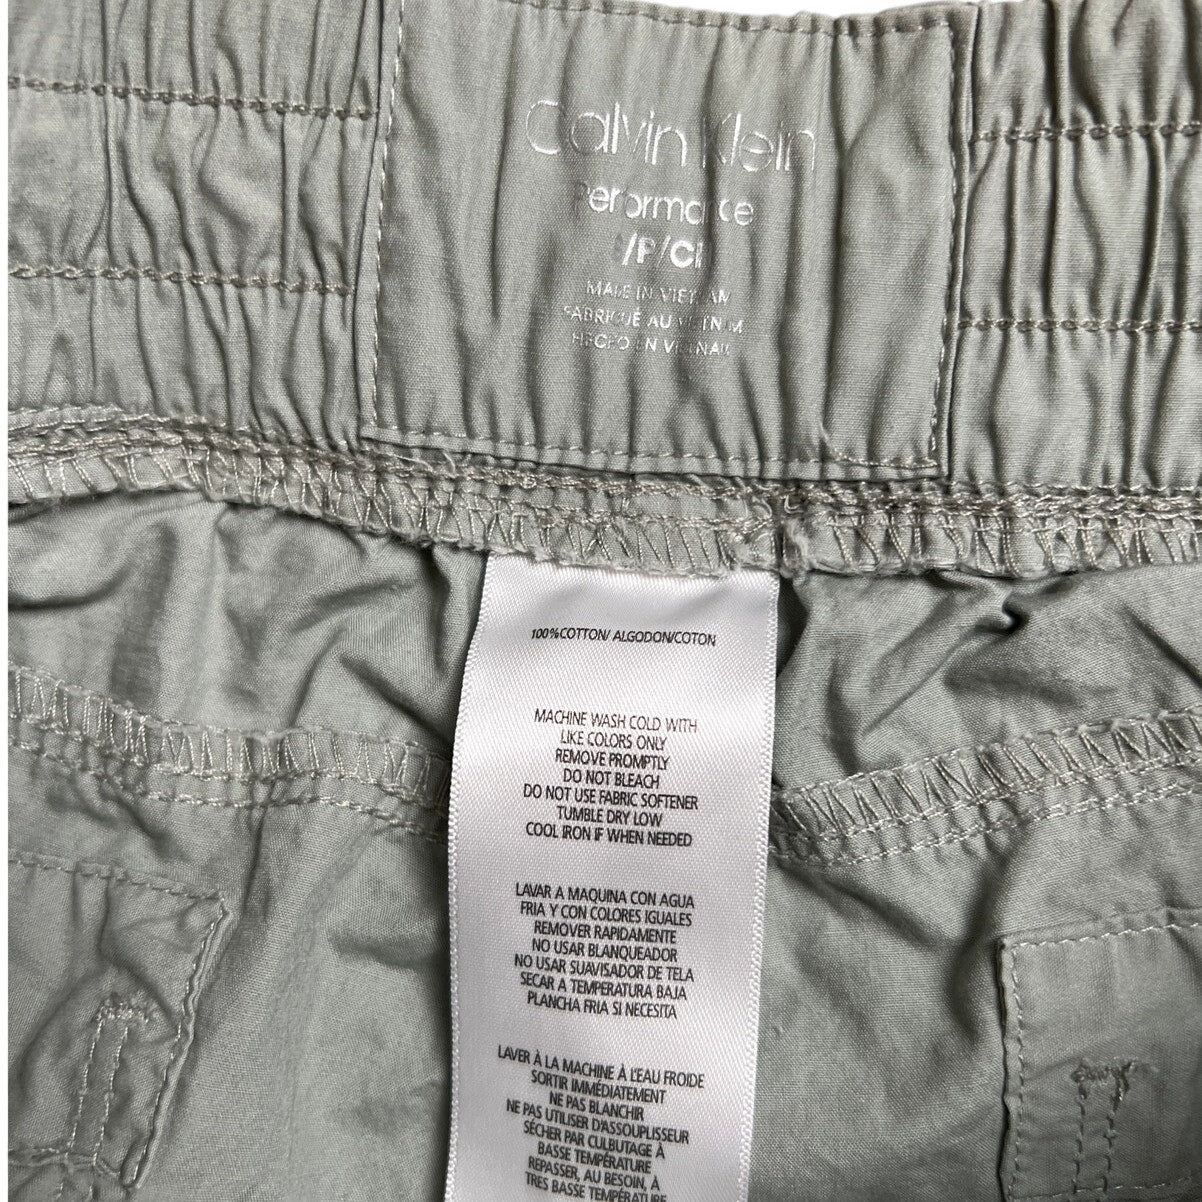 Calvin Klein
Performance
/P/CH
MADE IN VIETNAM
FABRIQUÉ AU VIETNAM
HECHO EN VIETNAM
100%COTTON/ ALGODON/COTON
MACHINE WASH COLD WITH
LIKE COLORS ONLY
REMOVE PROMPTLY
DO NOT BLEACH
DO NOT USE FABRIC SOFTENER
TUMBLE DRY LOW
COOL IRON IF WHEN NEEDED
LAVAR A MAQUINA CON AGUA
FRIA Y CON COLORES IGUALES
REMOVER RAPIDAMENTE
NO USAR BLANQUEADOR
NO USAR SUAVISADOR DE TELA
SECAR A TEMPERATURA BAJA
PLANCHA FRIA SI NECESITA
LAVER À LA MACHINE À L'EAU FROIDE
SORTIR IMMÉDIATEMENT
NE PAS BLANCHIR
NE PAS UTILISER D'ASSOUPLISSEUR
SÉCHER PAR CULBUTAGE À
BASSE TEMPÉRATURE
REPASSER, AU BESOIN, À
TRES BASSE TEMPÉRATURE